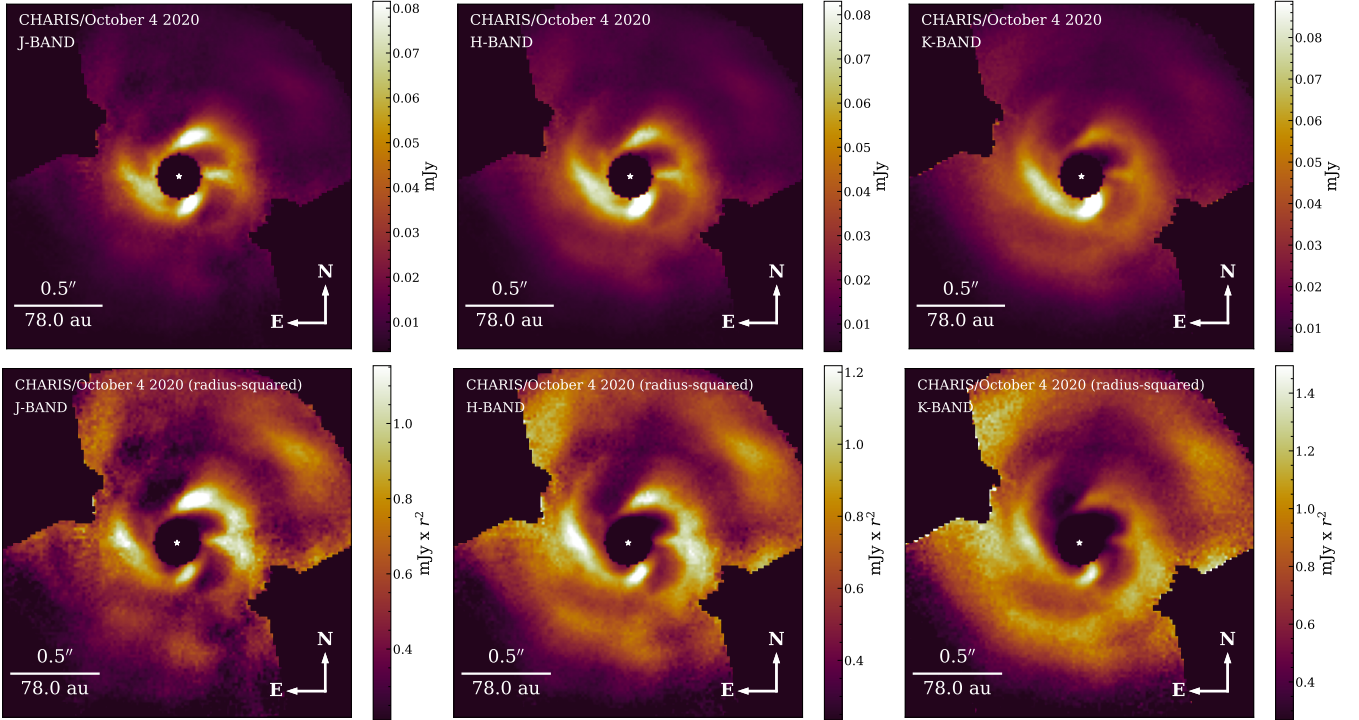 CHARIS/October 4 2020
J-BAND
0.5″
78.0 au
N
E
0.08
0.07
0.06
0.05
0.04
0.03
0.02
0.01
mJy
CHARIS/October 4 2020
H-BAND
0.5″
78.0 au
N
E
0.08
0.07
0.06
0.05
0.04
0.03
0.02
0.01
mJy
CHARIS/October 4 2020
K-BAND
0.5″
78.0 au
N
E
0.08
0.07
0.06
0.05
0.04
0.03
0.02
0.01
mJy
CHARIS/October 4 2020 (radius-squared)
J-BAND
0.5″
78.0 au
N
E
1.0
0.8
0.6
0.4
mJy x r²
CHARIS/October 4 2020 (radius-squared)
H-BAND
0.5″
78.0 au
N
E
1.2
1.0
0.8
0.6
0.4
mJy x r²
CHARIS/October 4 2020 (radius-squared)
K-BAND
0.5″
78.0 au
N
E
1.4
1.2
1.0
0.8
0.6
0.4
mJy x r²